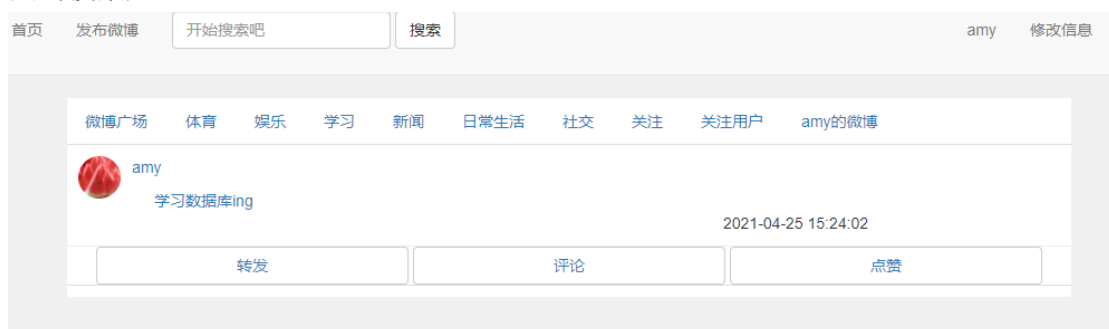 首页 发布微博 开始搜索吧 搜索 amy 修改信息
微博广场 体育 娱乐 学习 新闻 日常生活 社交 关注 关注用户 amy的微博
amy
学习数据库ing
2021-04-25 15:24:02
转发 评论 点赞